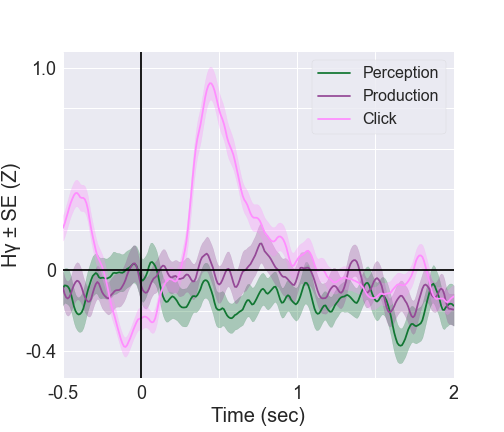 Perception
Production
Click
Hγ ± SE (Z)
1.0
0
-0.4
-0.5
0
1
2
Time (sec)